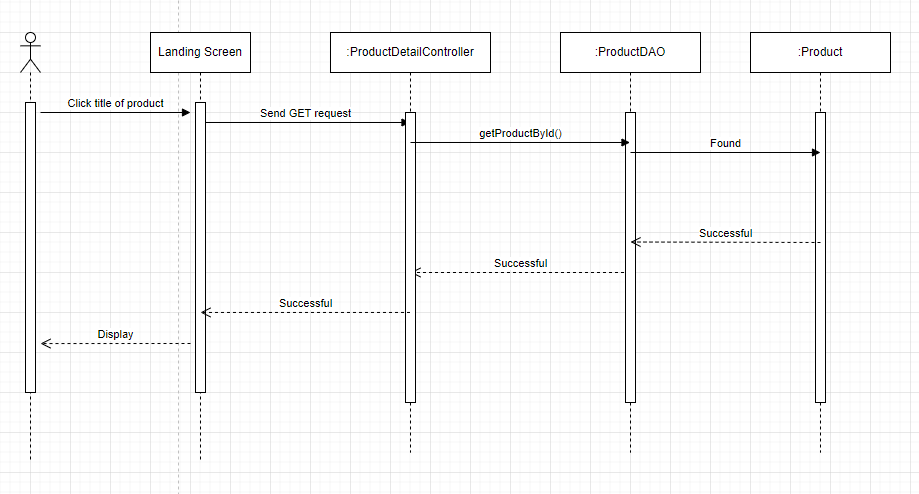 Landing Screen
:ProductDetailController
:ProductDAO
:Product
Click title of product
Send GET request
getProductById()
Found
Successful
Successful
Successful
Display